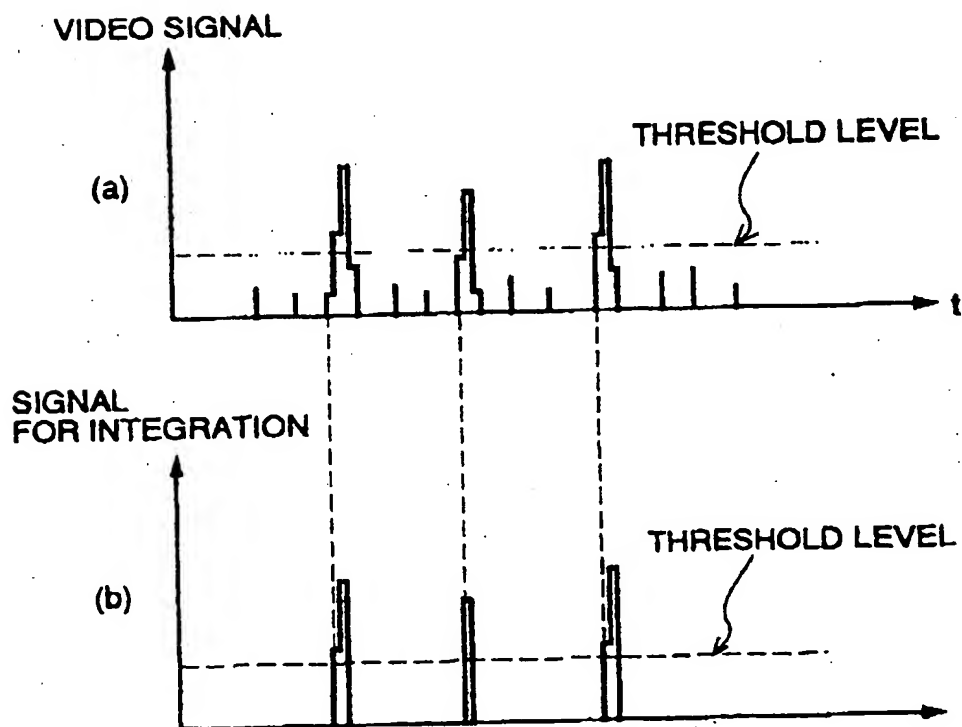 VIDEO SIGNAL
THRESHOLD LEVEL
(a)
t
SIGNAL
FOR INTEGRATION
THRESHOLD LEVEL
(b)